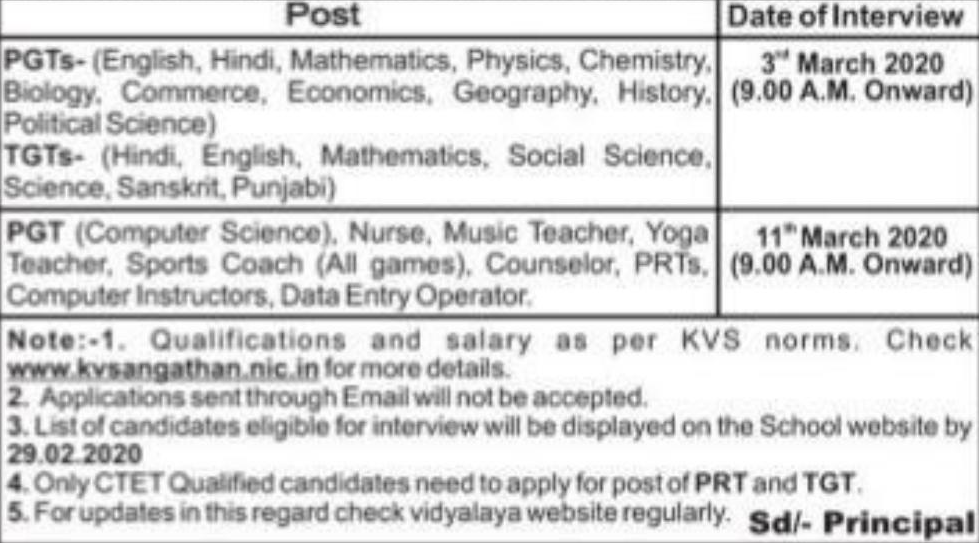 Post
Date of Interview
PGTs- (English, Hindi, Mathematics, Physics, Chemistry,
Biology, Commerce, Economics, Geography, History,
Political Science)
TGTs- (Hindi, English, Mathematics, Social Science,
Science, Sanskrit, Punjabi)
3rd March 2020
(9.00 A.M. Onward)
PGT (Computer Science), Nurse, Music Teacher, Yoga
Teacher, Sports Coach (All games), Counselor, PRTs,
Computer Instructors, Data Entry Operator.
11th March 2020
(9.00 A.M. Onward)
Note:-1. Qualifications and salary as per KVS norms. Check
www.kvsangathan.nic.in for more details.
2. Applications sent through Email will not be accepted.
3. List of candidates eligible for interview will be displayed on the School website by
29.02.2020
4. Only CTET Qualified candidates need to apply for post of PRT and TGT.
5. For updates in this regard check vidyalaya website regularly.
Sd/- Principal